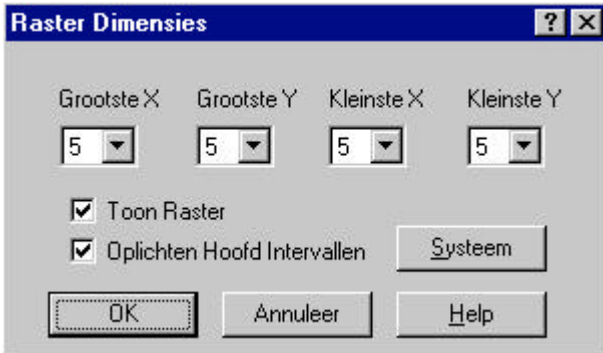 Raster Dimensies
Grootste X Grootste Y Kleinste X Kleinste Y
5 5 5 5
Toon Raster
Oplichten Hoofd Intervallen
Systeem
OK Annuleer Help